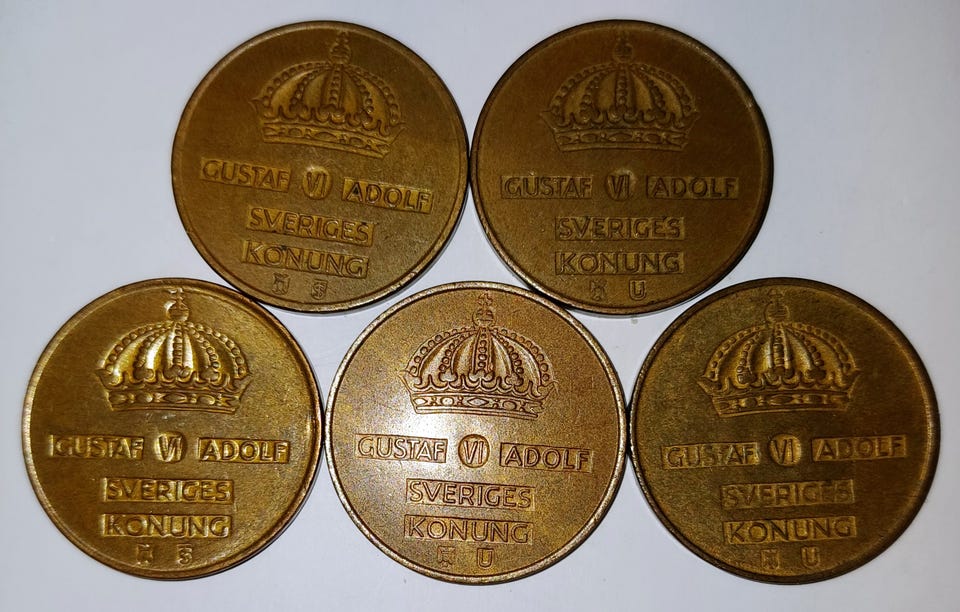 GUSTAF VI ADOLF
SVERIGES
KONUNG
GUSTAF VI ADOLF
SVERIGES
KONUNG
U
GUSTAF VI ADOLF
SVERIGES
KONUNG
GUSTAF VI ADOLF
SVERIGES
KONUNG
U
GUSTAF VI ADOLF
SVERIGES
KONUNG
U